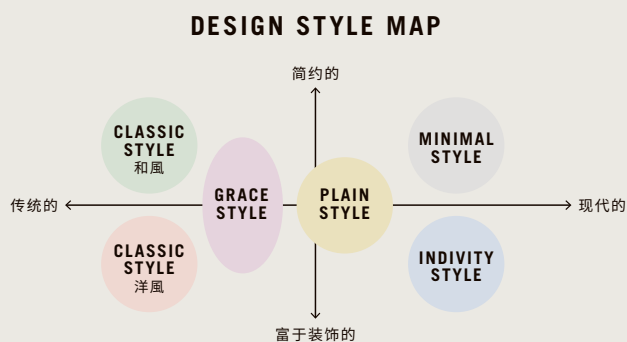 DESIGN STYLE MAP
简约的
CLASSIC
STYLE
和風
MINIMAL
STYLE
GRACE
STYLE
PLAIN
STYLE
传统的
现代的
CLASSIC
STYLE
洋風
INDIVITY
STYLE
富于装饰的